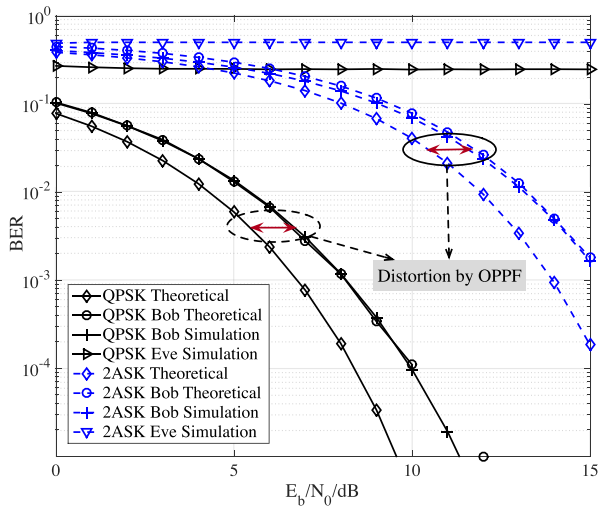 10^0
10^-1
10^-2
10^-3
10^-4
BER
Distortion by OPPF
QPSK Theoretical
QPSK Bob Theoretical
QPSK Bob Simulation
QPSK Eve Simulation
2ASK Theoretical
2ASK Bob Theoretical
2ASK Bob Simulation
2ASK Eve Simulation
0 5 10 15
E_b/N_0/dB